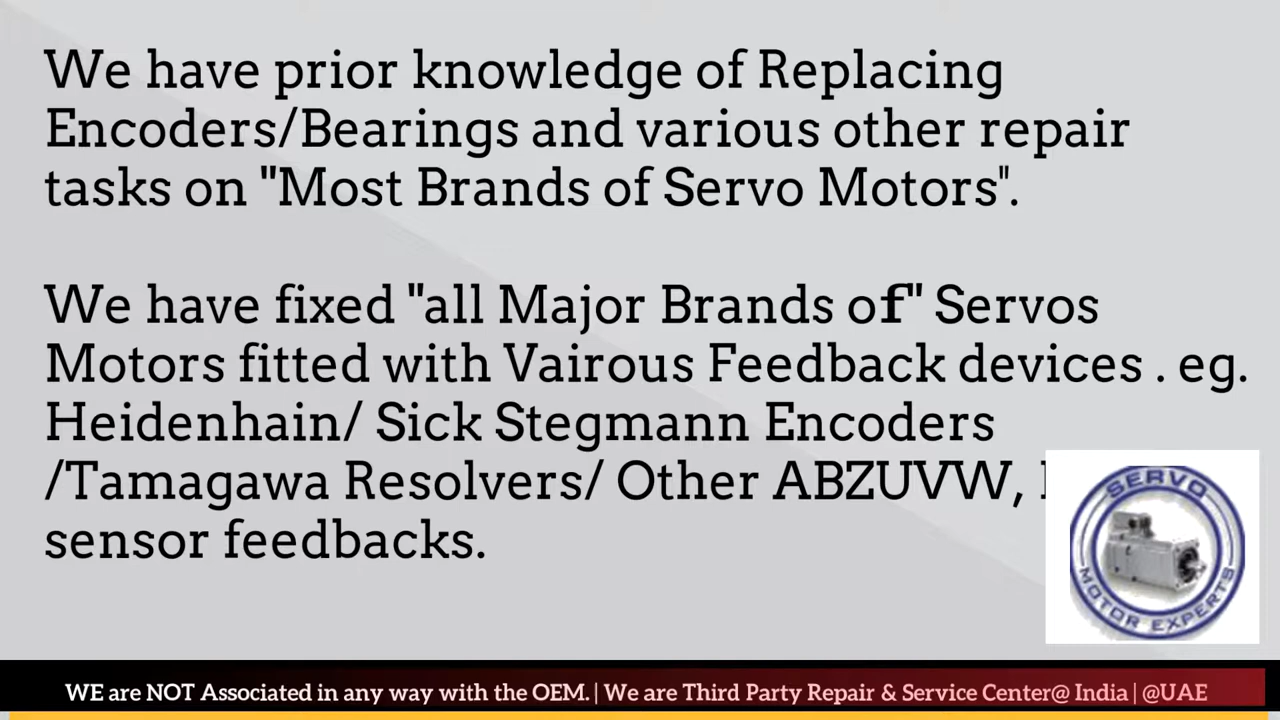 We have prior knowledge of Replacing
Encoders/Bearings and various other repair
tasks on "Most Brands of Servo Motors".
We have fixed "all Major Brands of" Servos
Motors fitted with Vairous Feedback devices . eg.
Heidenhain/ Sick Stegmann Encoders
/Tamagawa Resolvers/ Other ABZUVW,
sensor feedbacks.
SERVO
MOTOR EXPERTS
WE are NOT Associated in any way with the OEM. | We are Third Party Repair & Service Center@ India | @UAE